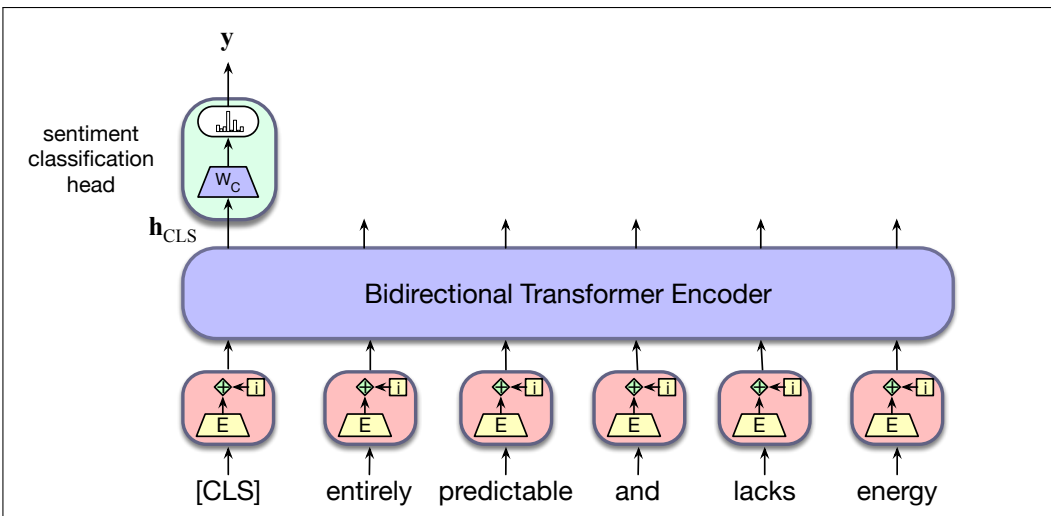 y
sentiment
classification
head
W_C
h_CLS
Bidirectional Transformer Encoder
i i i i i i
E E E E E E
[CLS] entirely predictable and lacks energy